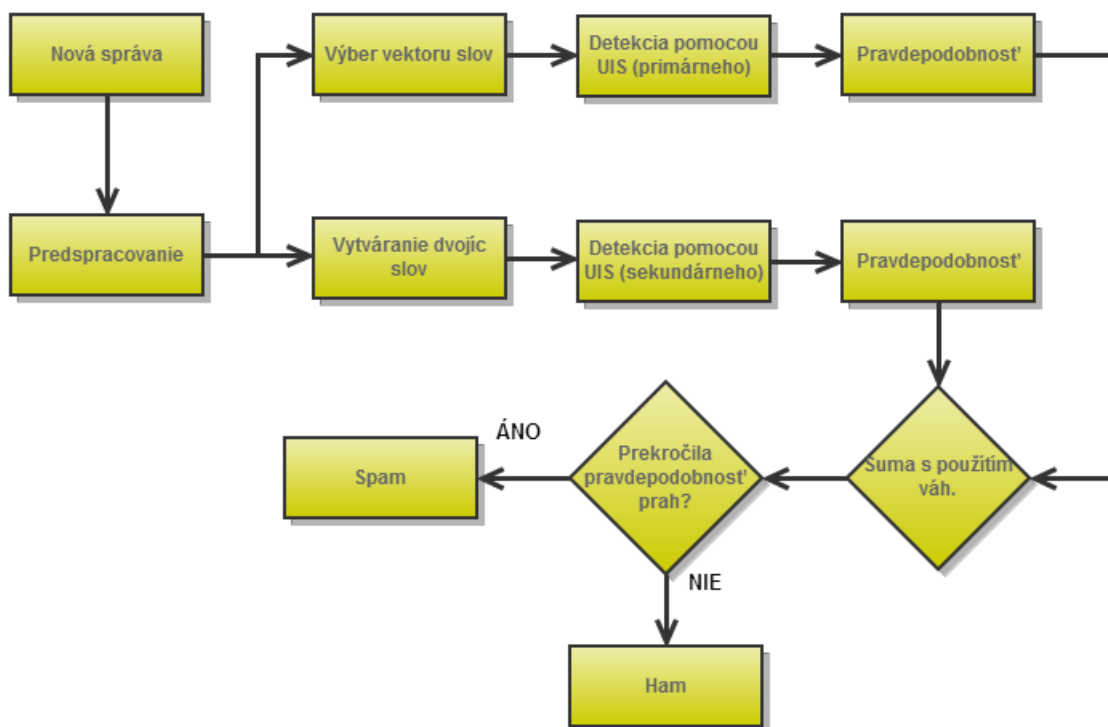 Nová správa
Výber vektoru slov
Detekcia pomocou
UIS (primárneho)
Pravdepodobnosť
Predspracovanie
Vytváranie dvojíc
slov
Detekcia pomocou
UIS (sekundárneho)
Pravdepodobnosť
ÁNO
Spam
Prekročila
pravdepodobnosť
prah?
Suma s použítím
váh.
NIE
Ham